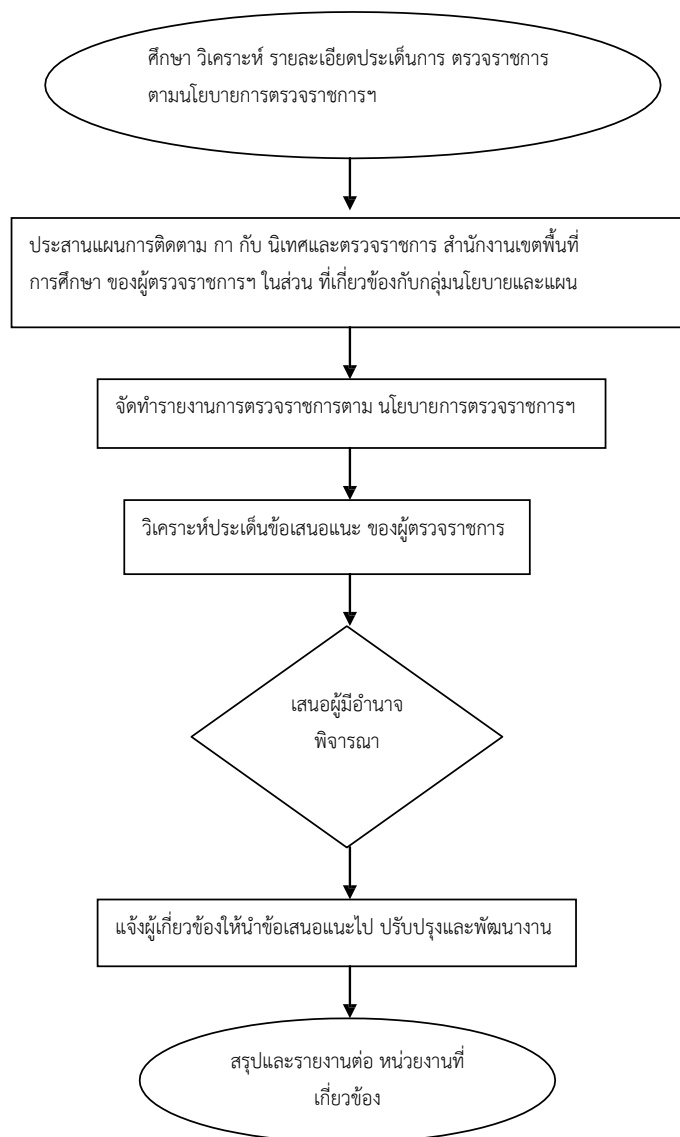 ศึกษา วิเคราะห์ รายละเอียดประเด็นการ ตรวจราชการ
ตามนโยบายการตรวจราชการฯ
ประสานแผนการติดตาม กา กับ นิเทศและตรวจราชการ สำนักงานเขตพื้นที่
การศึกษา ของผู้ตรวจราชการฯ ในส่วน ที่เกี่ยวข้องกับกลุ่มนโยบายและแผน
จัดทำรายงานการตรวจราชการตาม นโยบายการตรวจราชการฯ
วิเคราะห์ประเด็นข้อเสนอแนะ ของผู้ตรวจราชการ
เสนอผู้มีอำนาจ
พิจารณา
แจ้งผู้เกี่ยวข้องให้นำข้อเสนอแนะไป ปรับปรุงและพัฒนางาน
สรุปและรายงานต่อ หน่วยงานที่
เกี่ยวข้อง